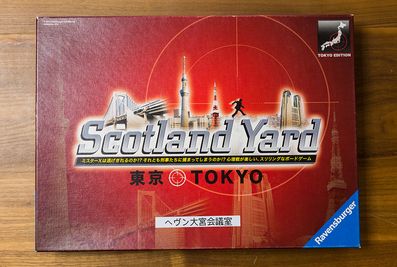 TOKYO EDITION
Scotland Yard
ミスターXは逃げきれるのか!? それとも刑事たちに捕まってしまうのか!? 心理戦が楽しい、スリリングなボードゲーム
東京 TOKYO
ヘヴン大宮会議室
Ravensburger